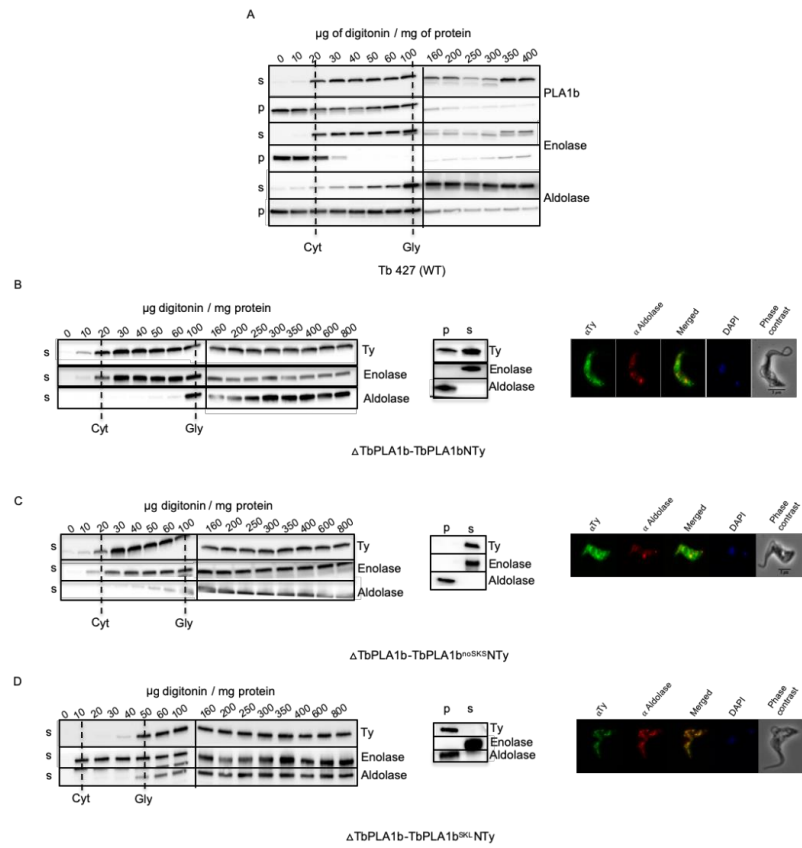 A
µg of digitonin / mg of protein
0 10 20 30 40 50 60 100 160 200 250 300 350 400
s
PLA1b
p
s
Enolase
p
s
Aldolase
p
Cyt Gly
Tb 427 (WT)
B
µg digitonin / mg protein
0 10 20 30 40 50 60 100 160 200 250 300 350 400 600 800
p s
αTy α Aldolase Merged DAPI Phase contrast
s Ty Ty
s Enolase Enolase
s Aldolase Aldolase
Cyt Gly
△TbPLA1b-TbPLA1bNTy
C
µg digitonin / mg protein
0 10 20 30 40 50 60 100 160 200 250 300 350 400 600 800
p s
αTy α Aldolase Merged DAPI Phase contrast
s Ty Ty
s Enolase Enolase
s Aldolase Aldolase
Cyt Gly
△TbPLA1b-TbPLA1bⁿᵒˢᴷˢNTy
D
µg digitonin / mg protein
0 10 20 30 40 50 60 100 160 200 250 300 350 400 600 800
p s
αTy α Aldolase Merged DAPI Phase contrast
s Ty Ty
s Enolase Enolase
s Aldolase Aldolase
Cyt Gly
△TbPLA1b-TbPLA1bˢᴷᴸNTy